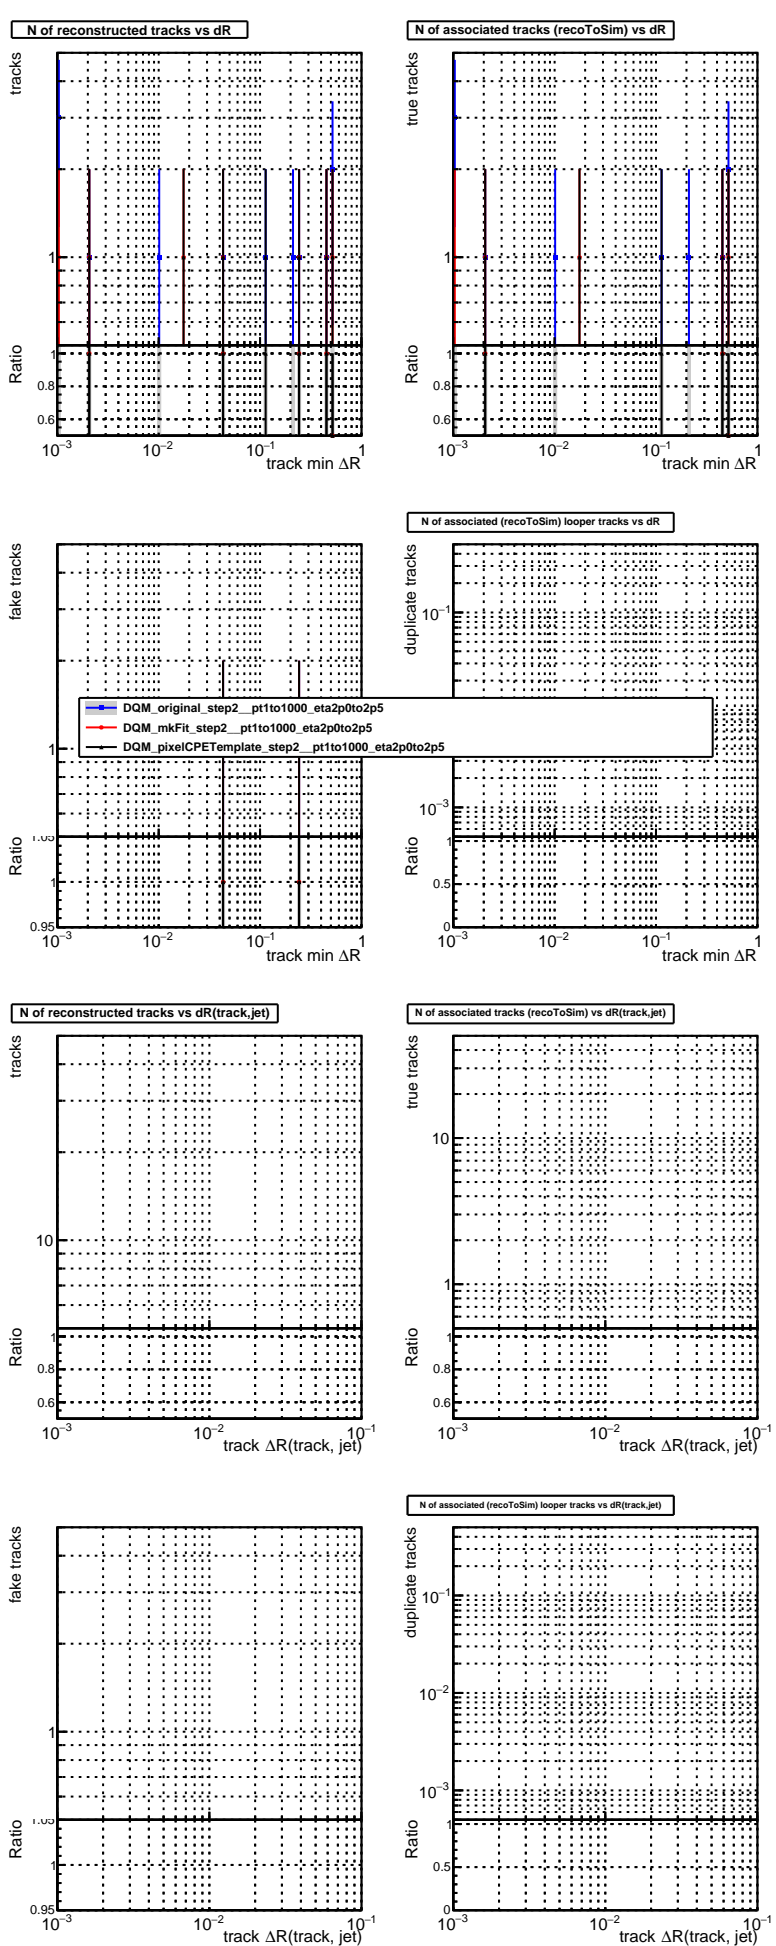 N of reconstructed tracks vs dR
tracks
1
Ratio
1
0.8
0.6
10−3 10−2 10−1 1
track min ΔR
N of associated tracks (recoToSim) vs dR
true tracks
1
Ratio
1
0.8
0.6
10−3 10−2 10−1 1
track min ΔR
fake tracks
1
Ratio
1.05
1
0.95
10−3 10−2 10−1 1
track min ΔR
N of associated (recoToSim) looper tracks vs dR
duplicate tracks
10−1
10−3
Ratio
1
0.5
0
10−3 10−2 10−1 1
track min ΔR
DQM_original_step2__pt1to1000_eta2p0to2p5
DQM_mkFit_step2__pt1to1000_eta2p0to2p5
DQM_pixelCPETemplate_step2__pt1to1000_eta2p0to2p5
N of reconstructed tracks vs dR(track,jet)
tracks
10
Ratio
1
0.8
0.6
10−3 10−2 10−1
track ΔR(track, jet)
N of associated tracks (recoToSim) vs dR(track,jet)
true tracks
10
1
Ratio
1
0.8
0.6
10−3 10−2 10−1
track ΔR(track, jet)
fake tracks
1
Ratio
1.05
1
0.95
10−3 10−2 10−1
track ΔR(track, jet)
N of associated (recoToSim) looper tracks vs dR(track,jet)
duplicate tracks
10−1
10−2
10−3
Ratio
1
0.5
0
10−3 10−2 10−1
track ΔR(track, jet)